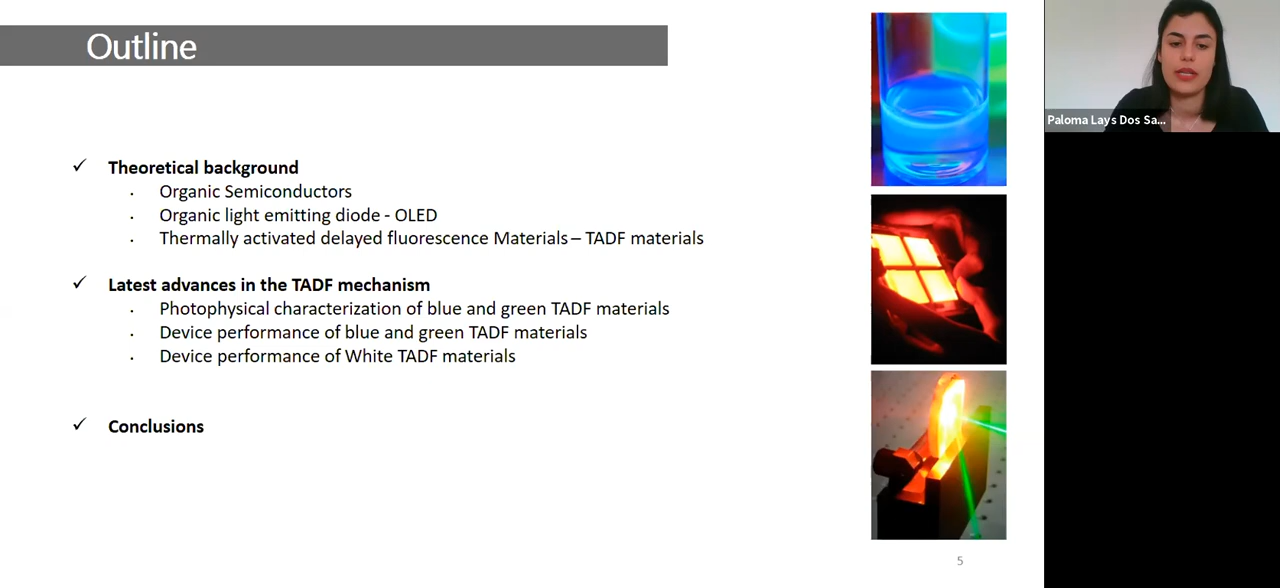 Outline
✓ Theoretical background
. Organic Semiconductors
. Organic light emitting diode - OLED
. Thermally activated delayed fluorescence Materials – TADF materials
✓ Latest advances in the TADF mechanism
. Photophysical characterization of blue and green TADF materials
. Device performance of blue and green TADF materials
. Device performance of White TADF materials
✓ Conclusions
5
Paloma Lays Dos Sa...